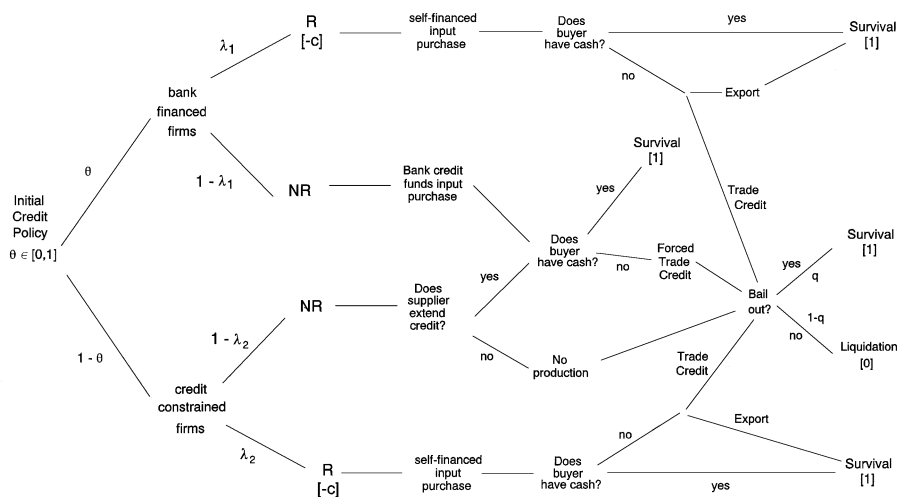 R
[-c]
self-financed
input
purchase
Does
buyer
have cash?
yes
Survival
[1]
λ1
no
Export
bank
financed
firms
θ
1 - λ1
NR
Bank credit
funds input
purchase
Survival
[1]
yes
Trade
Credit
Initial
Credit
Policy
θ ∈ [0,1]
Does
buyer
have cash?
no
Forced
Trade
Credit
Survival
[1]
yes
q
Bail
out?
1-q
no
Liquidation
[0]
yes
Does
supplier
extend
credit?
NR
1 - λ2
no
No
production
Trade
Credit
1 - θ
credit
constrained
firms
λ2
R
[-c]
self-financed
input
purchase
Does
buyer
have cash?
no
Export
yes
Survival
[1]